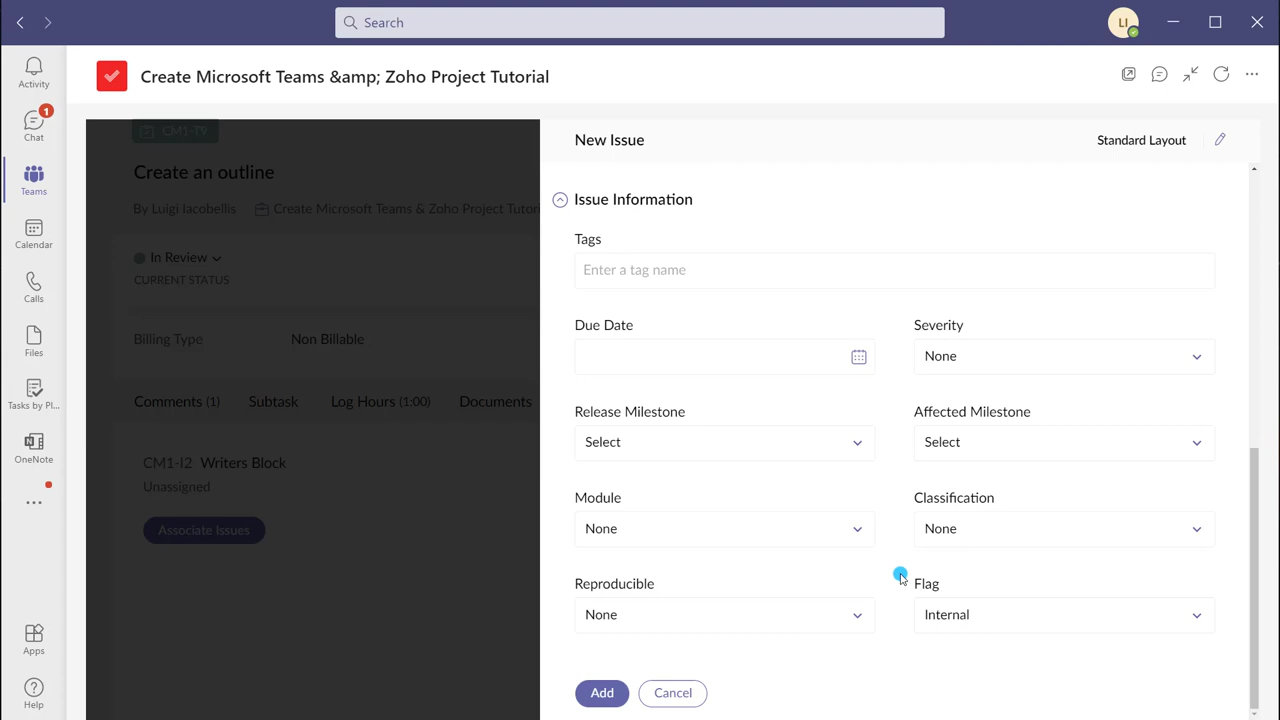 Search
LI
Activity
Create Microsoft Teams &amp; Zoho Project Tutorial
1
Chat
Teams
Calendar
Calls
Files
Tasks by Pl...
OneNote
Apps
Help
CM1-T9
Create an outline
By Luigi Iacobellis Create Microsoft Teams & Zoho Project Tutori
In Review
CURRENT STATUS
Billing Type Non Billable
Comments (1) Subtask Log Hours (1:00) Documents
CM1-I2 Writers Block
Unassigned
Associate Issues
New Issue
Standard Layout
Issue Information
Tags
Enter a tag name
Due Date Severity
None
Release Milestone Affected Milestone
Select Select
Module Classification
None None
Reproducible Flag
None Internal
Add Cancel